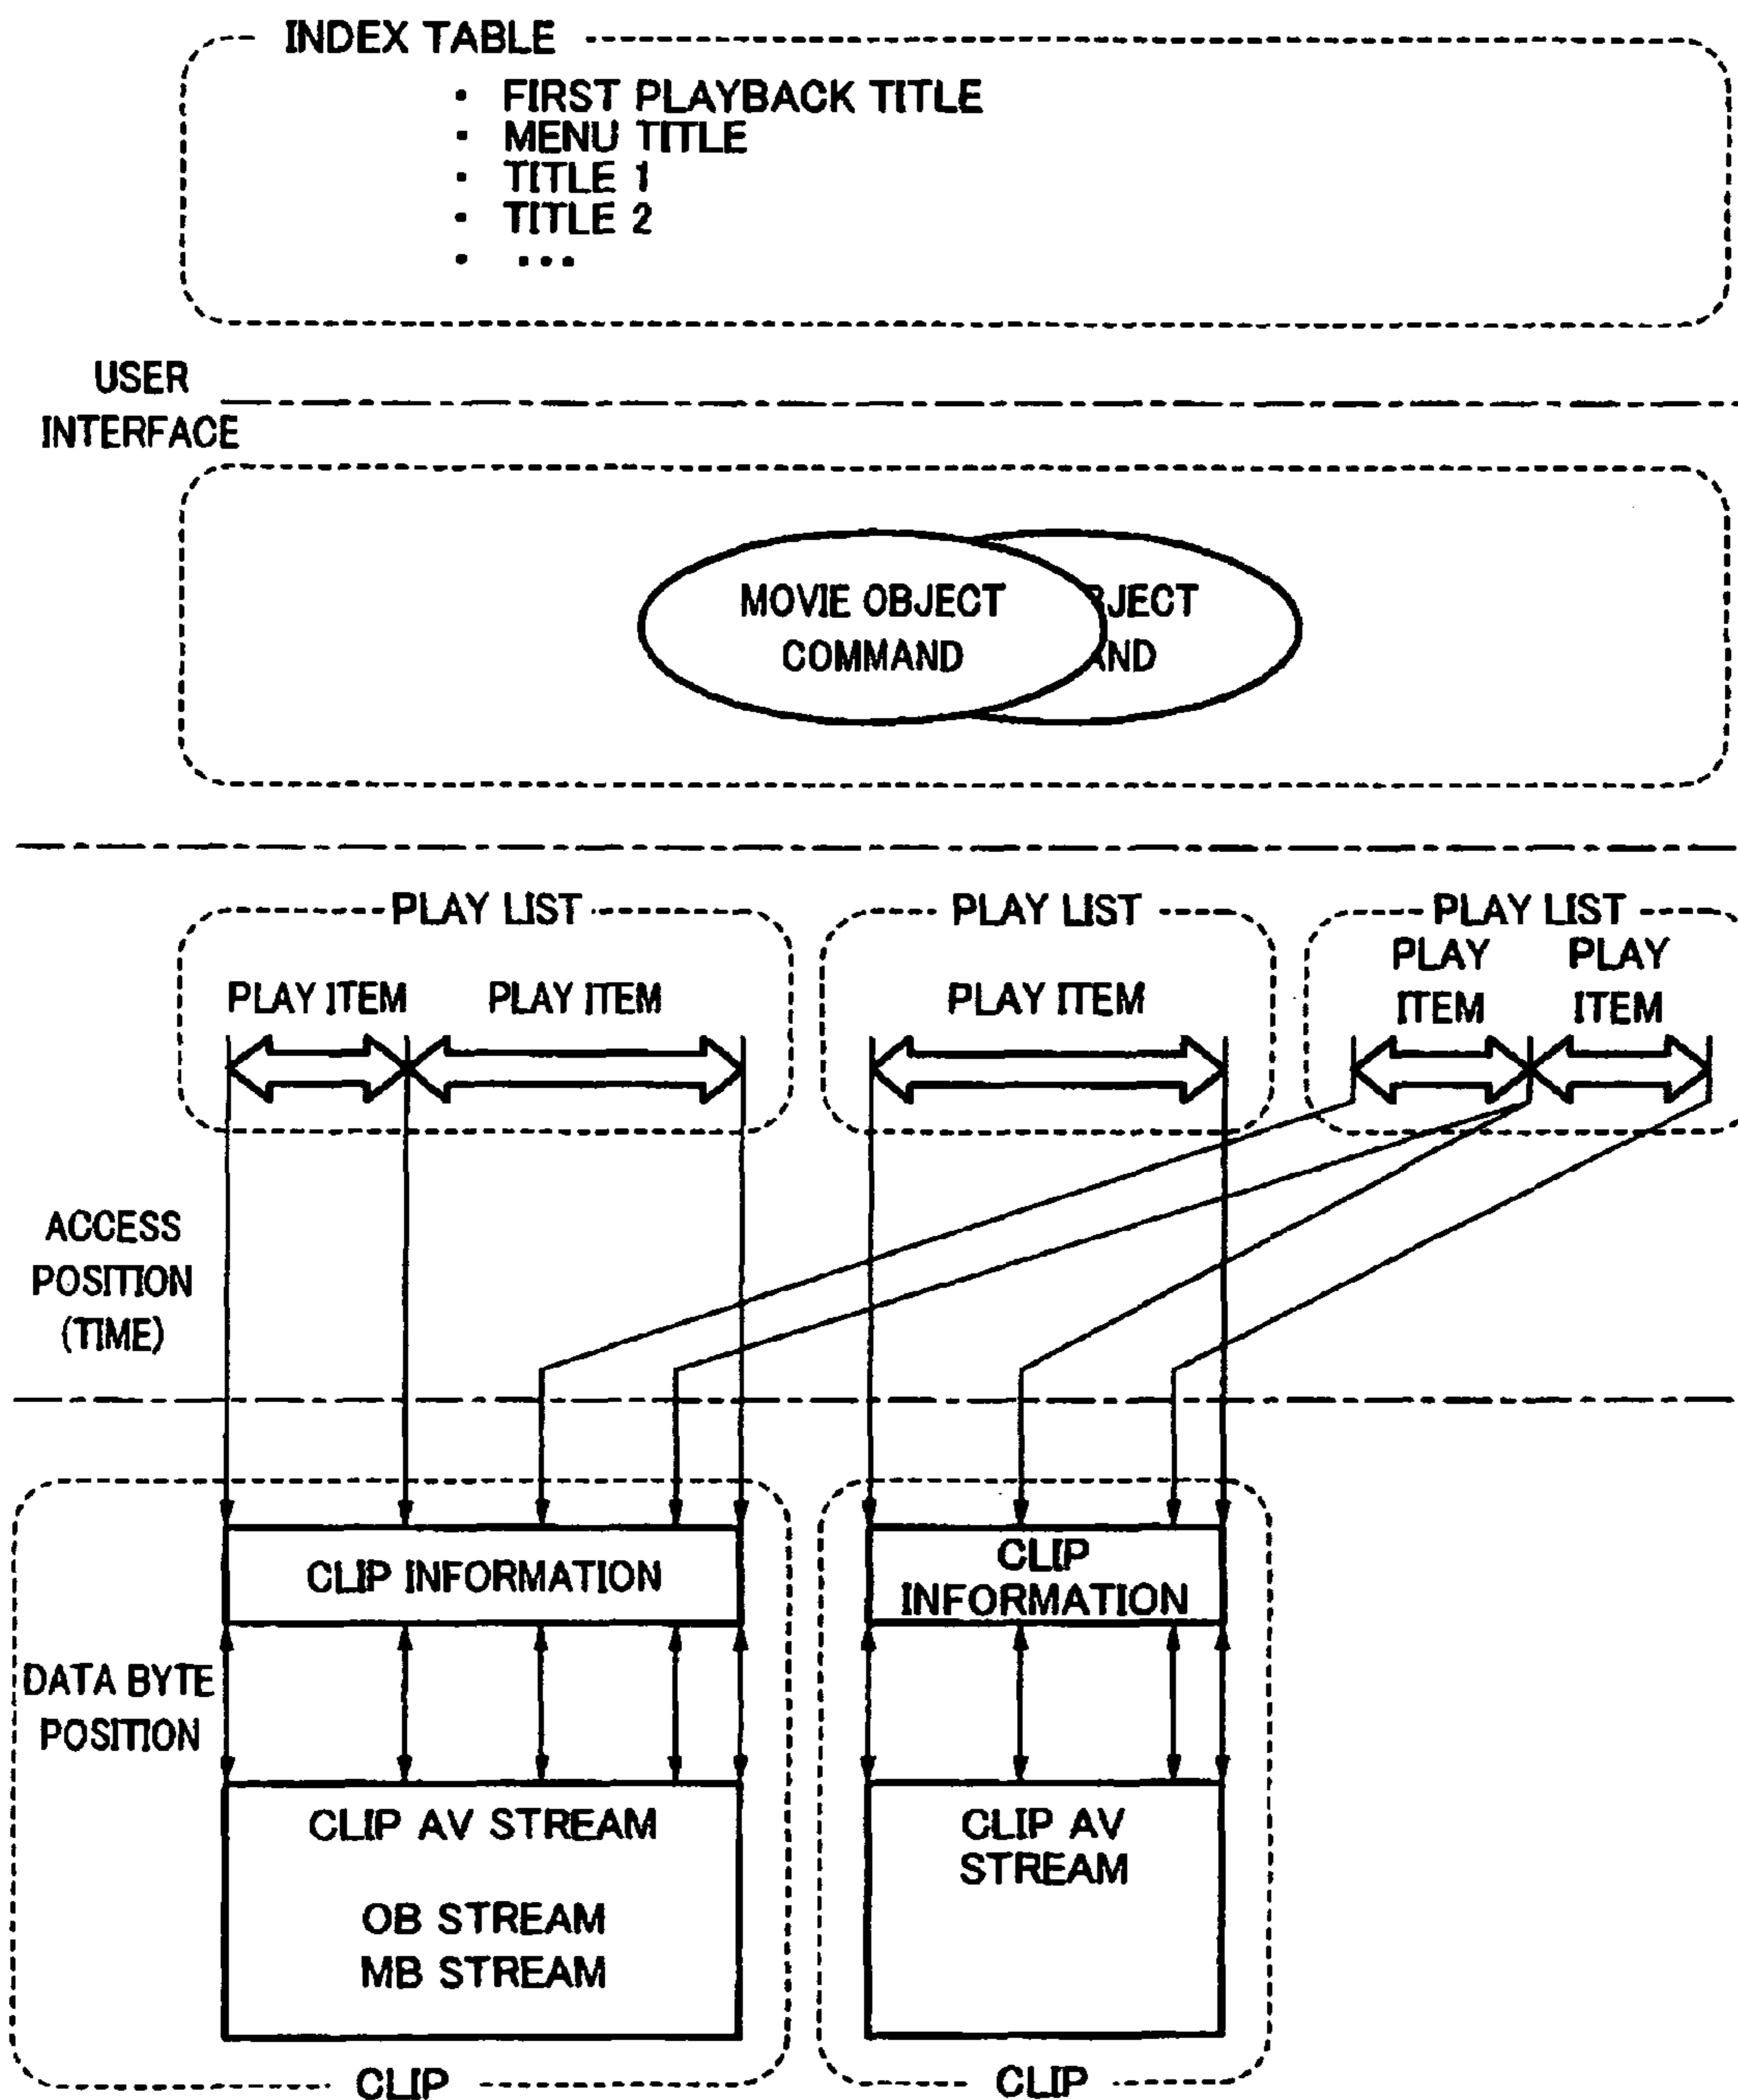 INDEX TABLE
· FIRST PLAYBACK TITLE
· MENU TITLE
· TITLE 1
· TITLE 2
· ...
USER
INTERFACE
MOVIE OBJECT
COMMAND
BJECT
AND
PLAY LIST
PLAY ITEM
PLAY ITEM
PLAY LIST
PLAY ITEM
PLAY LIST
PLAY
ITEM
PLAY
ITEM
ACCESS
POSITION
(TIME)
CLIP INFORMATION
CLIP
INFORMATION
DATA BYTE
POSITION
CLIP AV STREAM
OB STREAM
MB STREAM
CLIP AV
STREAM
CLIP
CLIP